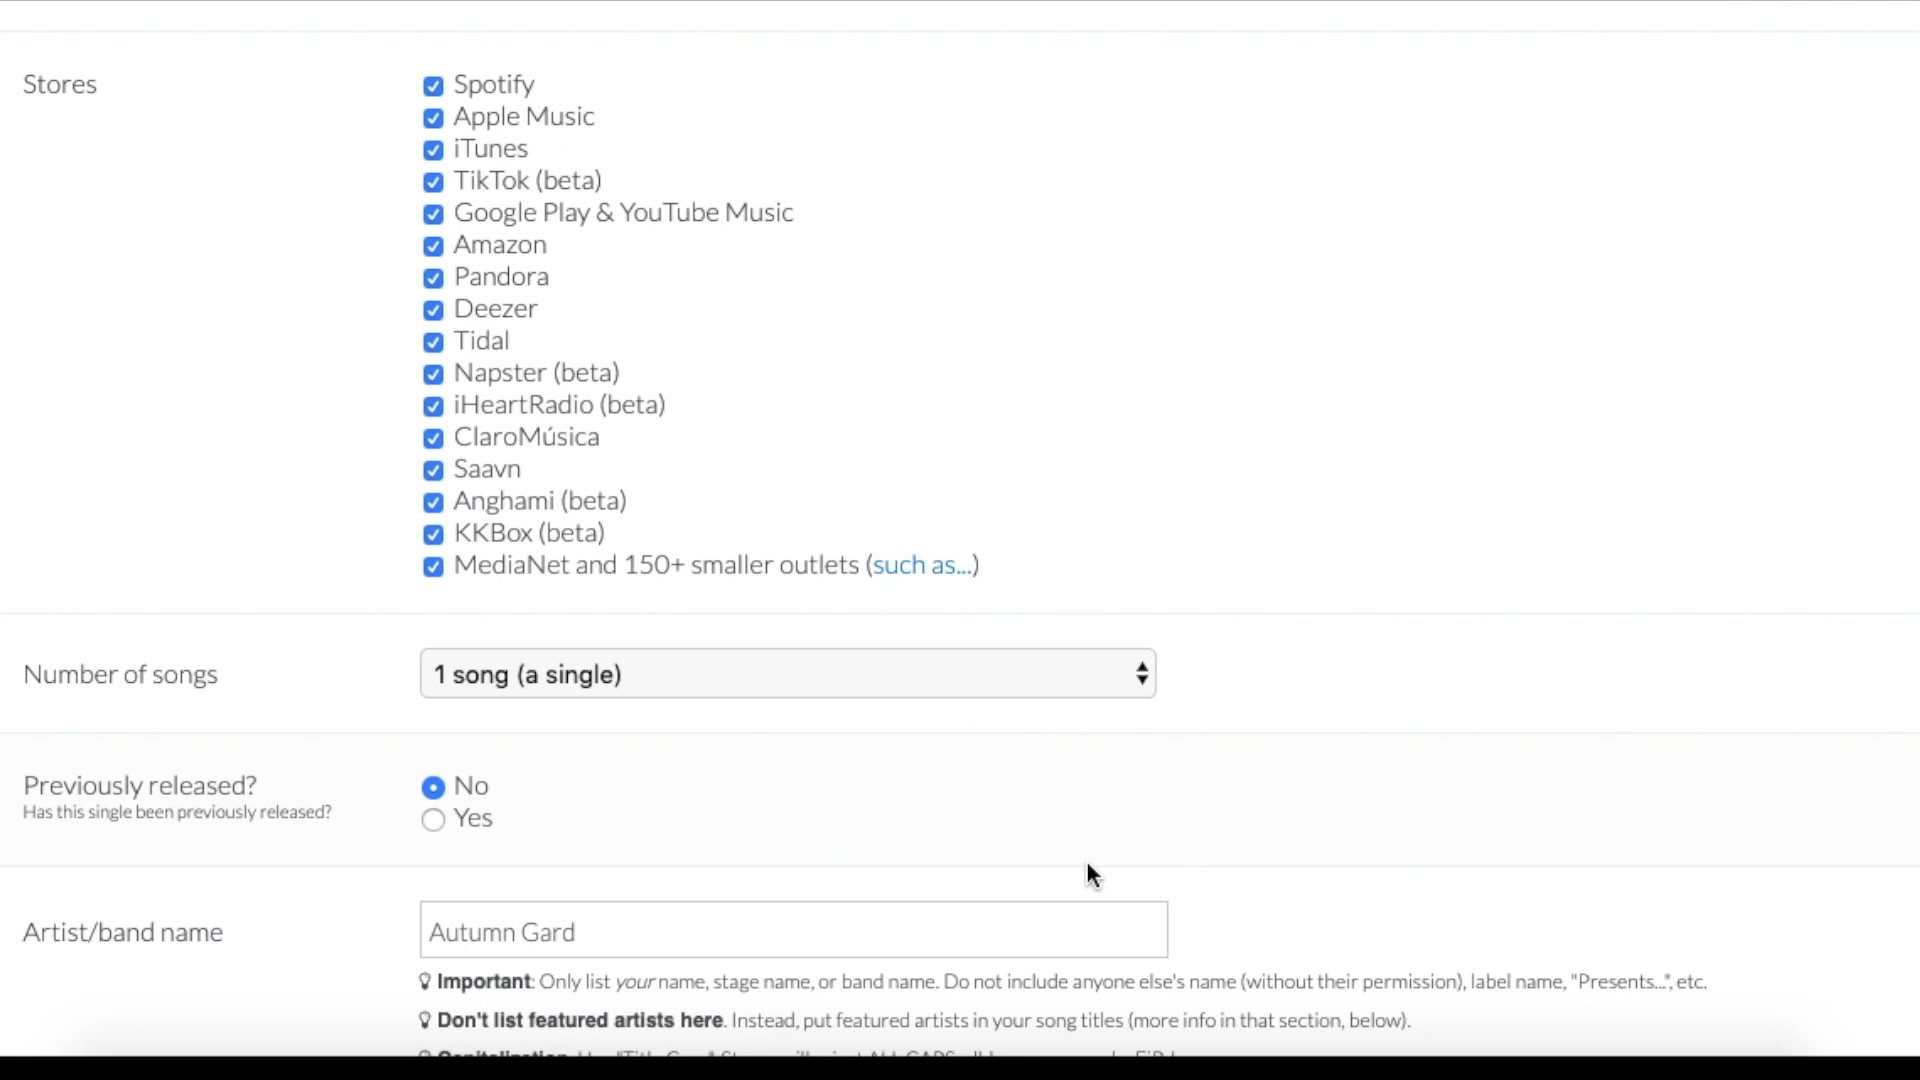 Stores
Spotify
Apple Music
iTunes
TikTok (beta)
Google Play & YouTube Music
Amazon
Pandora
Deezer
Tidal
Napster (beta)
iHeartRadio (beta)
ClaroMúsica
Saavn
Anghami (beta)
KKBox (beta)
MediaNet and 150+ smaller outlets (such as...)
Number of songs
1 song (a single)
Previously released?
Has this single been previously released?
No
Yes
Artist/band name
Autumn Gard
Important: Only list your name, stage name, or band name. Do not include anyone else's name (without their permission), label name, "Presents...", etc.
Don't list featured artists here. Instead, put featured artists in your song titles (more info in that section, below).